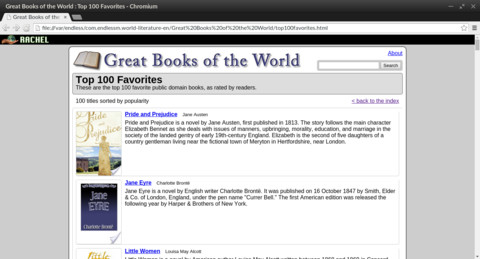 Great Books of the World : Top 100 Favorites - Chromium
Great Books of the
file:///var/endless/com.endlessm.world-literature-en/Great%20Books%20of%20the%20World/top100favorites.html
RACHEL
About
Great Books of the World
Search
Top 100 Favorites
These are the top 100 favorite public domain books, as rated by readers.
100 titles sorted by popularity
< back to the index
Pride and Prejudice Jane Austen
Pride and Prejudice is a novel by Jane Austen, first published in 1813. The story follows the main character
Elizabeth Bennet as she deals with issues of manners, upbringing, morality, education, and marriage in the
society of the landed gentry of early 19th-century England. Elizabeth is the second of five daughters of a
country gentleman living near the fictional town of Meryton in Hertfordshire, near London.
Pride and Prejudice
Jane Eyre Charlotte Brontë
Jane Eyre is a novel by English writer Charlotte Brontë. It was published on 16 October 1847 by Smith, Elder
& Co. of London, England, under the pen name "Currer Bell." The first American edition was released the
following year by Harper & Brothers of New York.
Jane
EYRE
Charlotte Brontë
Little Women Louisa May Alcott
Little